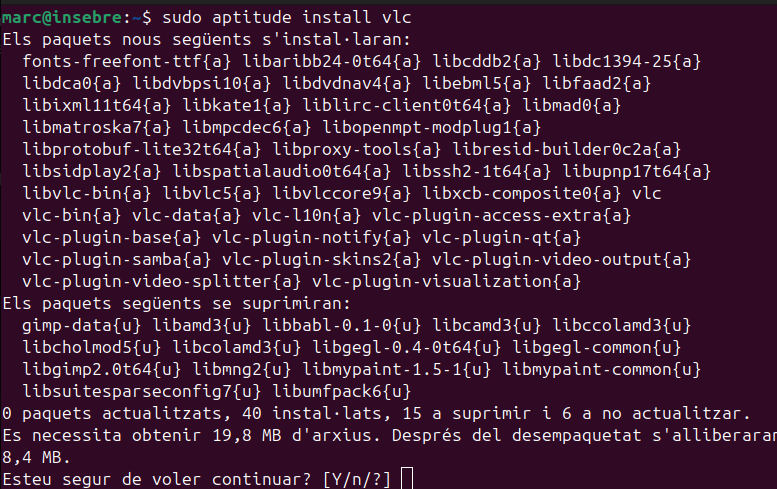 marc@insebre:~$ sudo aptitude install vlc
Els paquets nous següents s'instal·laran:
fonts-freefont-ttf{a} libaribb24-0t64{a} libcddb2{a} libdc1394-25{a}
libdca0{a} libdvbpsi10{a} libdvdnav4{a} libebml5{a} libfaad2{a}
libixml11t64{a} libkate1{a} liblirc-client0t64{a} libmad0{a}
libmatroska7{a} libmpcdec6{a} libopenmpt-modplug1{a}
libprotobuf-lite32t64{a} libproxy-tools{a} libresid-builder0c2a{a}
libsidplay2{a} libspatialaudio0t64{a} libssh2-1t64{a} libupnp17t64{a}
libvlc-bin{a} libvlc5{a} libvlccore9{a} libxcb-composite0{a} vlc
vlc-bin{a} vlc-data{a} vlc-l10n{a} vlc-plugin-access-extra{a}
vlc-plugin-base{a} vlc-plugin-notify{a} vlc-plugin-qt{a}
vlc-plugin-samba{a} vlc-plugin-skins2{a} vlc-plugin-video-output{a}
vlc-plugin-video-splitter{a} vlc-plugin-visualization{a}
Els paquets següents se suprimiran:
gimp-data{u} libamd3{u} libbabl-0.1-0{u} libcamd3{u} libccolamd3{u}
libcholmod5{u} libcolamd3{u} libgegl-0.4-0t64{u} libgegl-common{u}
libgimp2.0t64{u} libmng2{u} libmypaint-1.5-1{u} libmypaint-common{u}
libsuitesparseconfig7{u} libumfpack6{u}
0 paquets actualitzats, 40 instal·lats, 15 a suprimir i 6 a no actualitzar.
Es necessita obtenir 19,8 MB d'arxius. Després del desempaquetat s'alliberaran
8,4 MB.
Esteu segur de voler continuar? [Y/n/?]